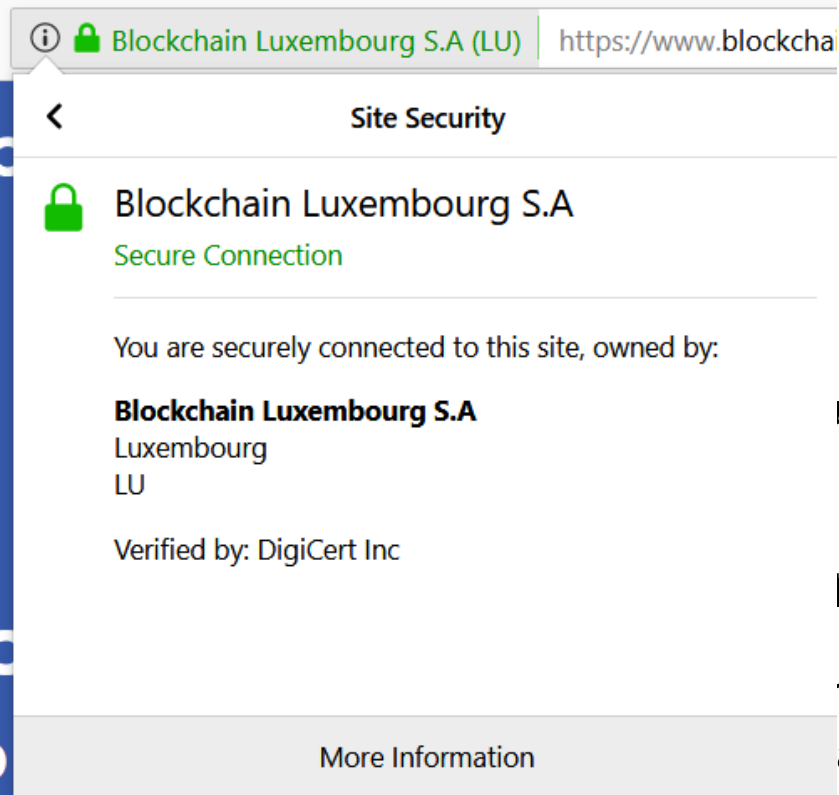 Blockchain Luxembourg S.A (LU) https://www.blockchai
Site Security
Blockchain Luxembourg S.A
Secure Connection
You are securely connected to this site, owned by:
Blockchain Luxembourg S.A
Luxembourg
LU
Verified by: DigiCert Inc
More Information